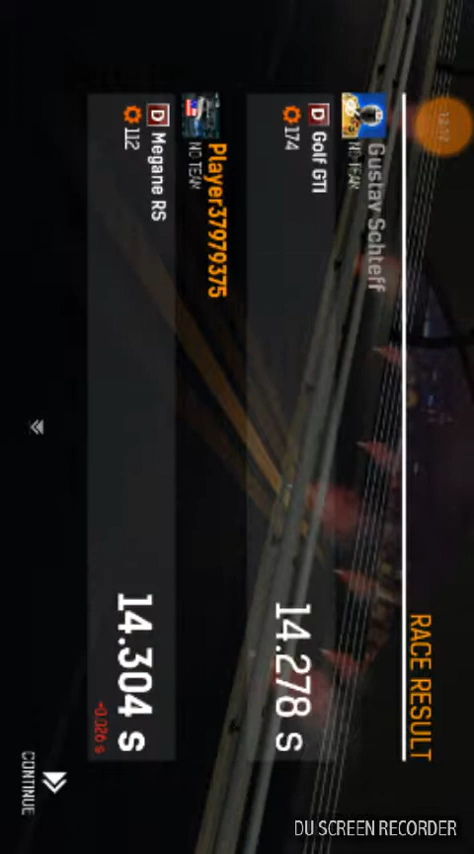 RACE RESULT
Gustav Schteff
NO TEAM
D Golf GTI
174
14.278 s
Player37979375
NO TEAM
D Megane RS
112
14.304 s
-0.026 s
CONTINUE
DU SCREEN RECORDER